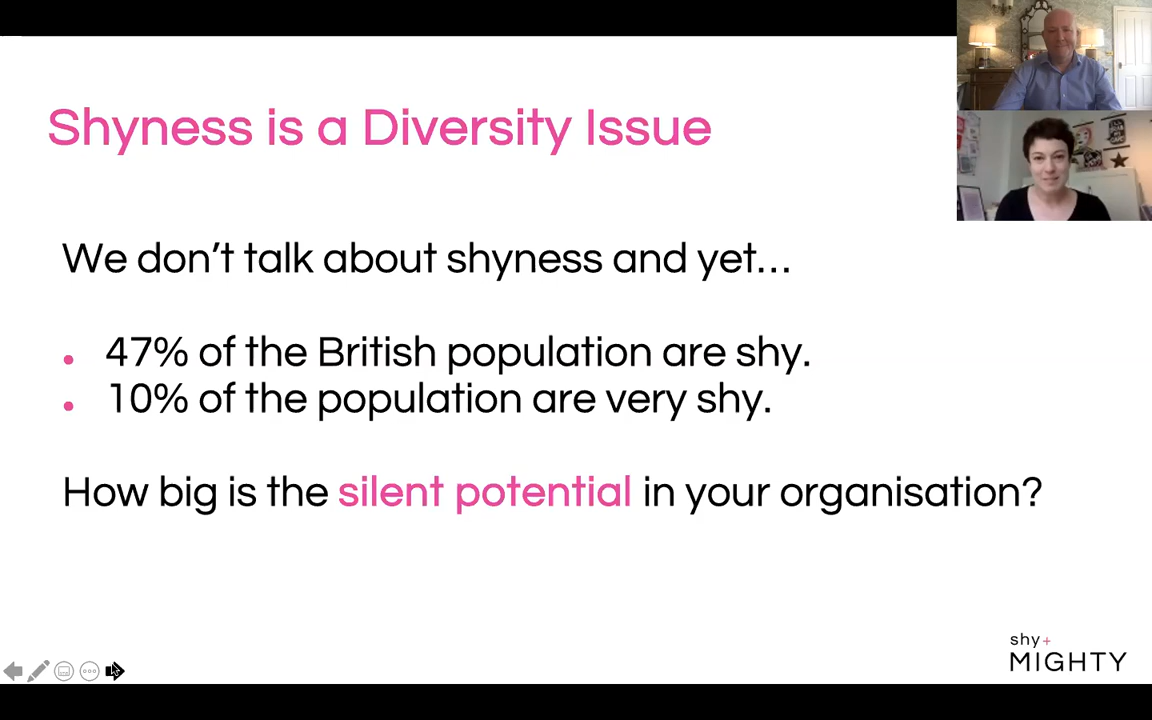 Shyness is a Diversity Issue
We don't talk about shyness and yet...
47% of the British population are shy.
10% of the population are very shy.
How big is the silent potential in your organisation?
shy+
MIGHTY